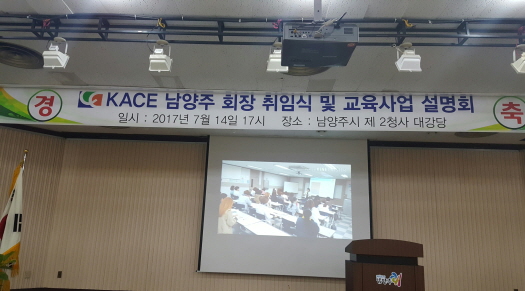 경 KACE 남양주 회장 취임식 및 교육사업 설명회 축
일시 : 2017년 7월 14일 17시 장소 : 남양주시 제 2청사 대강당